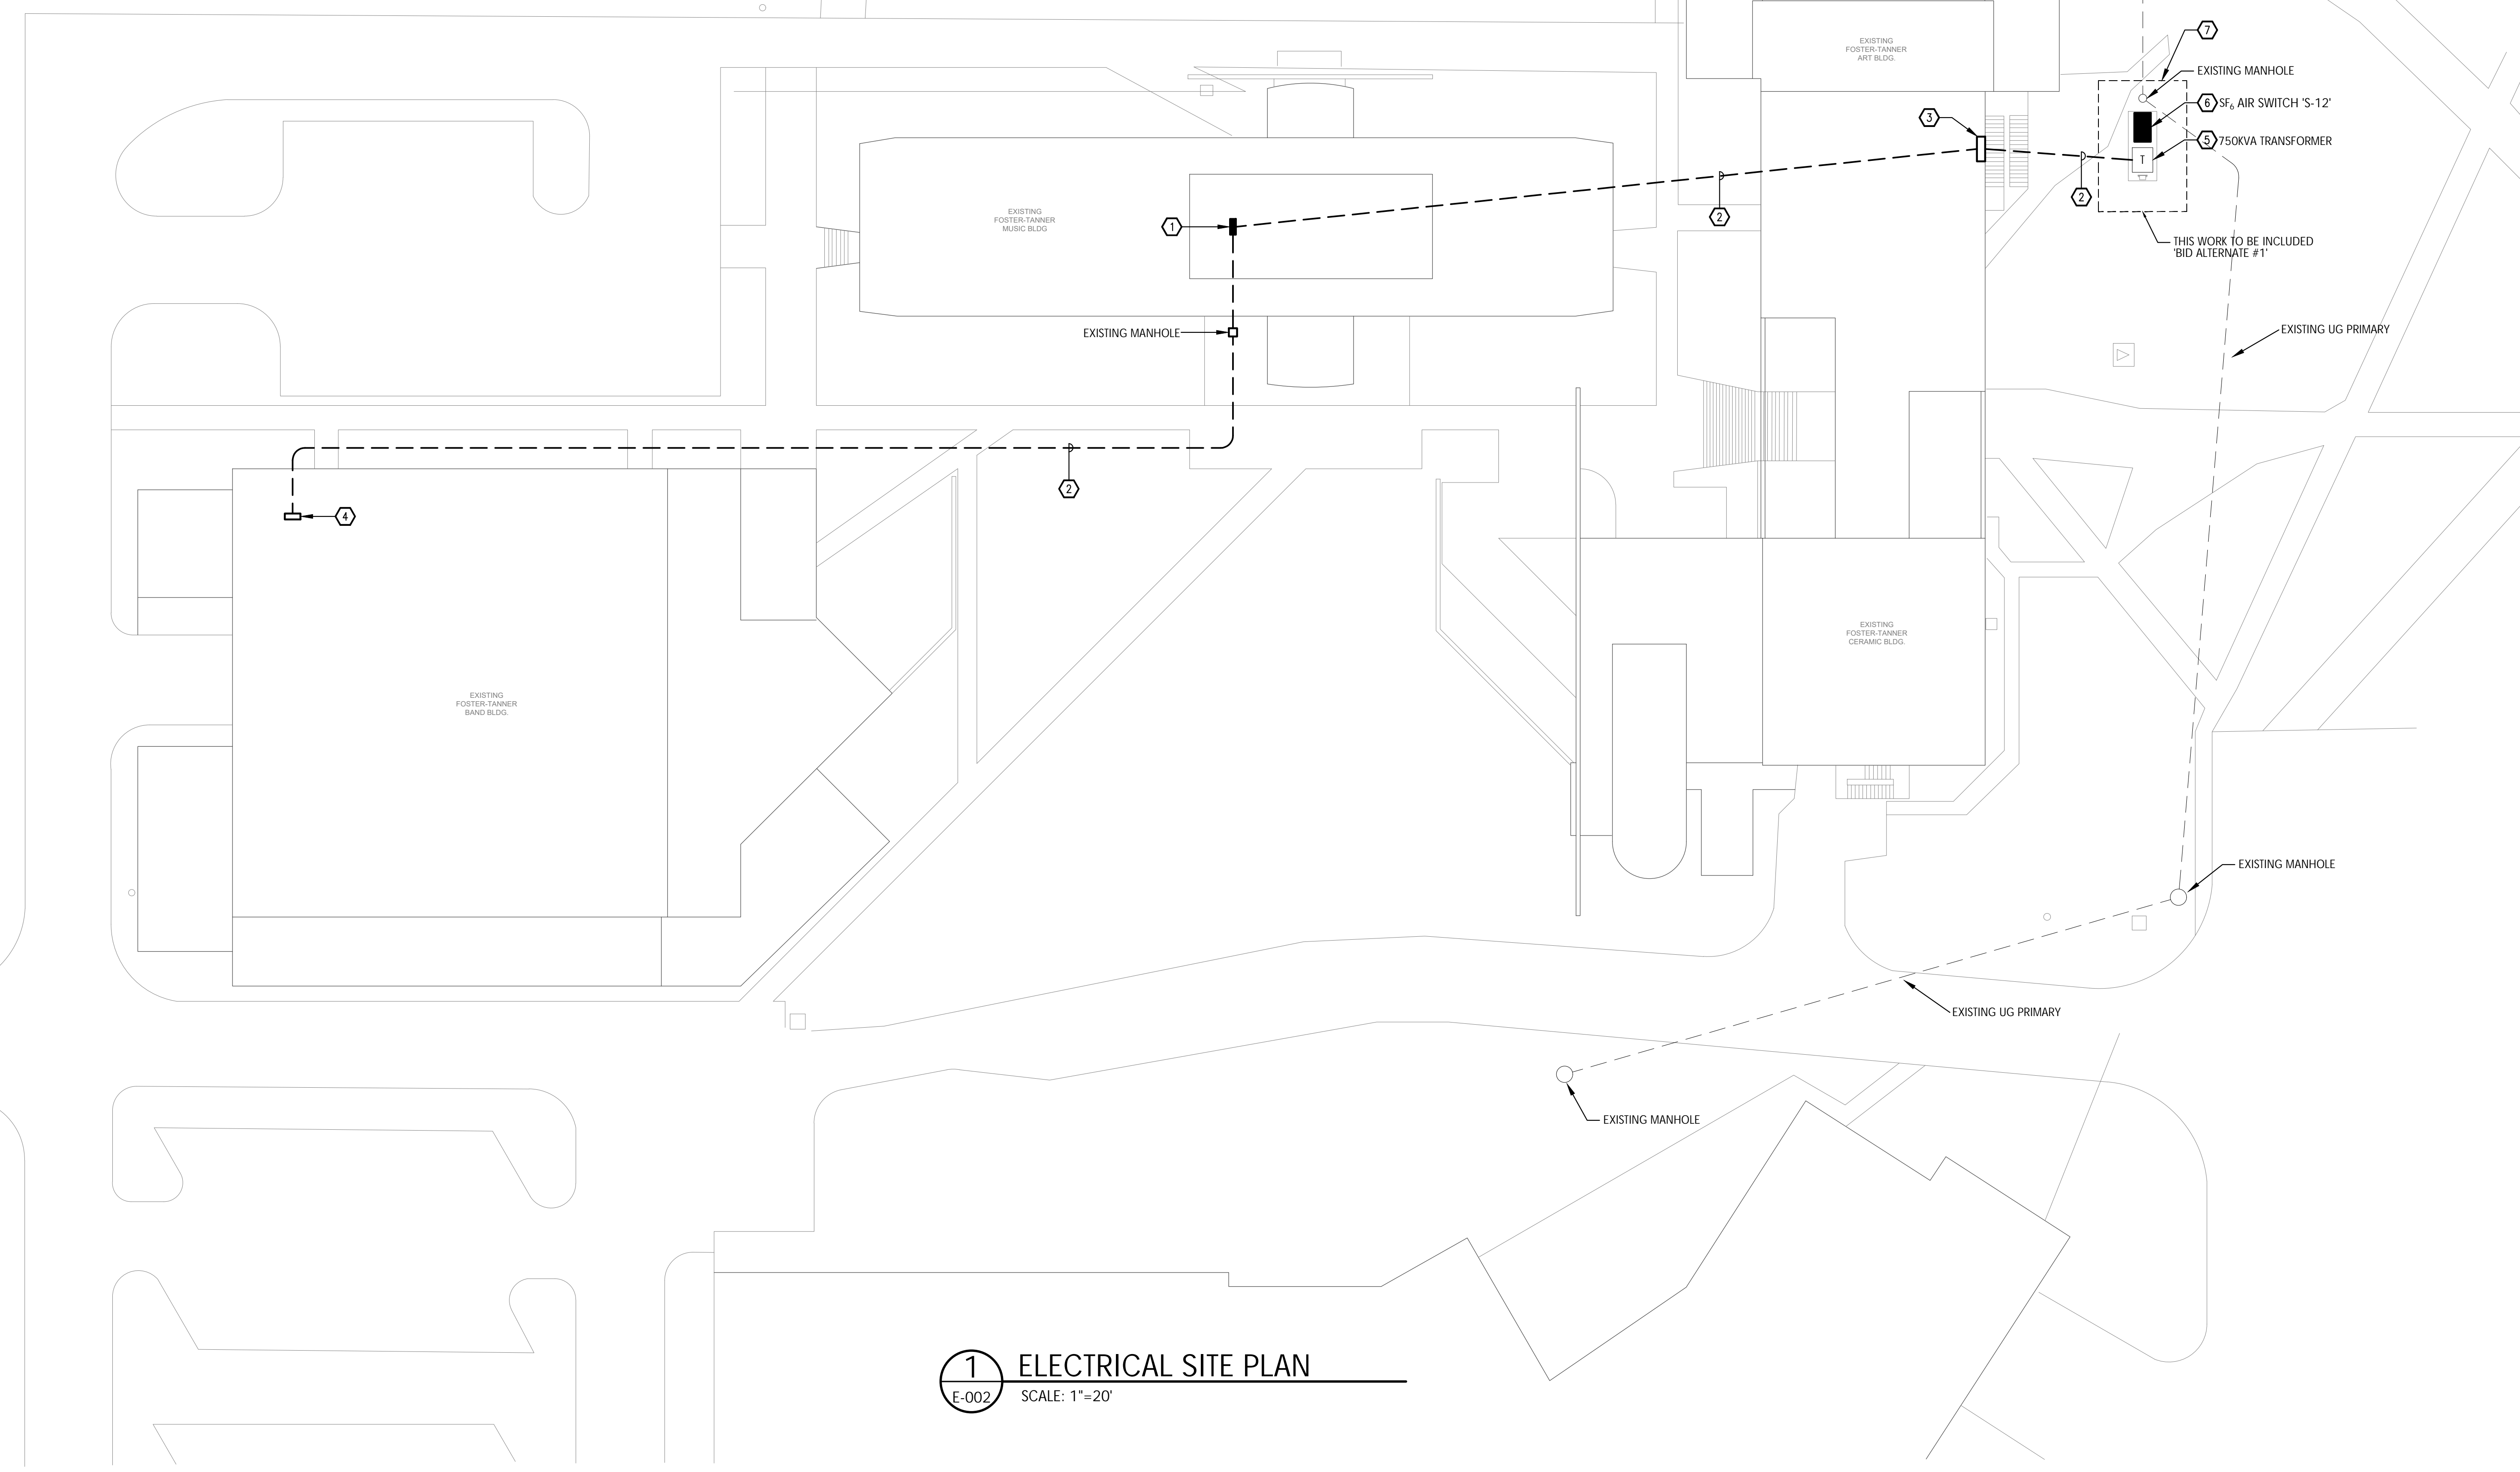 EXISTING
FOSTER-TANNER
ART BLDG.
7
EXISTING MANHOLE
6 SF₆ AIR SWITCH 'S-12'
3
5 750KVA TRANSFORMER
T
2
2
EXISTING
FOSTER-TANNER
MUSIC BLDG
1
THIS WORK TO BE INCLUDED
'BID ALTERNATE #1'
EXISTING UG PRIMARY
EXISTING MANHOLE
2
4
EXISTING
FOSTER-TANNER
CERAMIC BLDG.
EXISTING
FOSTER-TANNER
BAND BLDG.
EXISTING MANHOLE
EXISTING UG PRIMARY
EXISTING MANHOLE
1
E-002
ELECTRICAL SITE PLAN
SCALE: 1"=20'